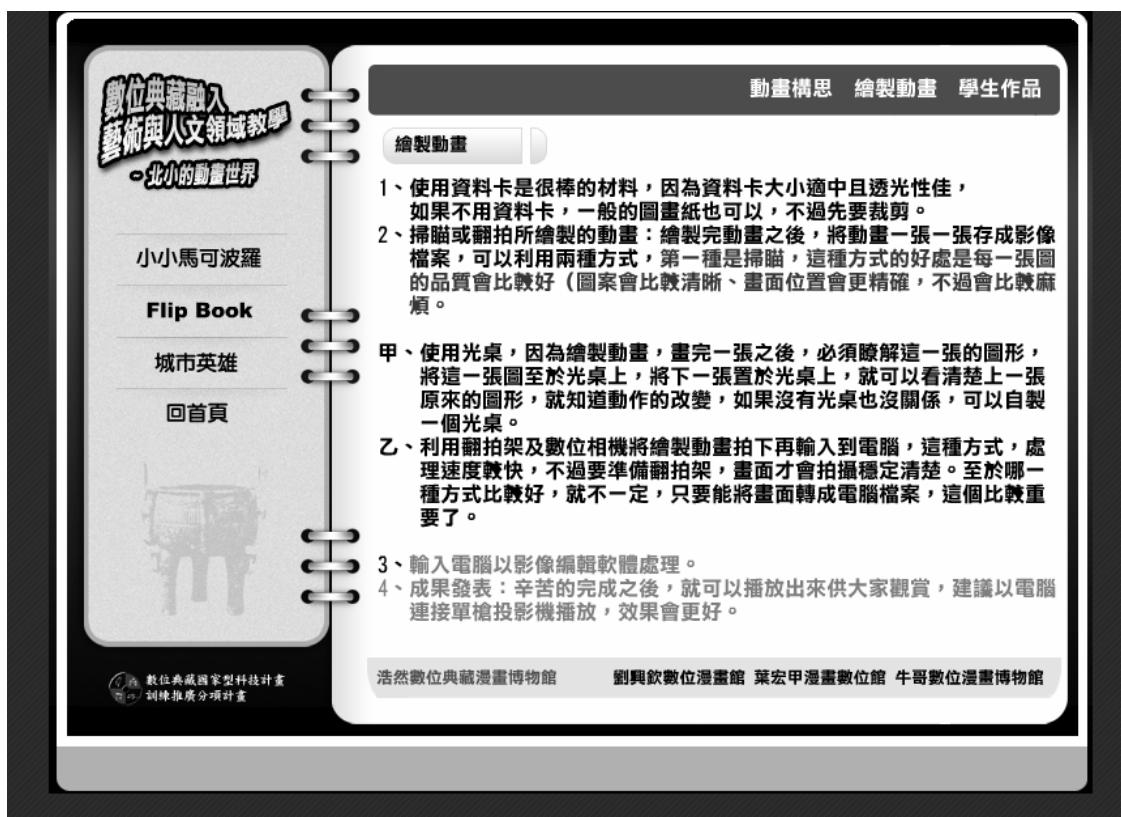 數位典藏融入
藝術與人文領域教學
~北小的動畫世界
小小馬可波羅
Flip Book
城市英雄
回首頁
數位典藏國家型科技計畫
訓練推廣分項計畫
動畫構思 繪製動畫 學生作品
繪製動畫
1、使用資料卡是很棒的材料，因為資料卡大小適中且透光性佳，
如果不用資料卡，一般的圖畫紙也可以，不過先要裁剪。
2、掃瞄或翻拍所繪製的動畫：繪製完動畫之後，將動畫一張一張存成影像
檔案，可以利用兩種方式，第一種是掃瞄，這種方式的好處是每一張圖
的品質會比較好（圖案會比較清晰、畫面位置會更精確，不過會比較麻
煩。
甲、使用光桌，因為繪製動畫，畫完一張之後，必須瞭解這一張的圖形，
將這一張圖至於光桌上，將下一張置於光桌上，就可以看清楚上一張
原來的圖形，就知道動作的改變，如果沒有光桌也沒關係，可以自製
一個光桌。
乙、利用翻拍架及數位相機將繪製動畫拍下再輸入到電腦，這種方式，處
理速度較快，不過要準備翻拍架，畫面才會拍攝穩定清楚。至於哪一
種方式比較好，就不一定，只要能將畫面轉成電腦檔案，這個比較重
要了。
3、輸入電腦以影像編輯軟體處理。
4、成果發表：辛苦的完成之後，就可以播放出來供大家觀賞，建議以電腦
連接單槍投影機播放，效果會更好。
浩然數位典藏漫畫博物館 劉興欽數位漫畫館 葉宏甲漫畫數位館 牛哥數位漫畫博物館